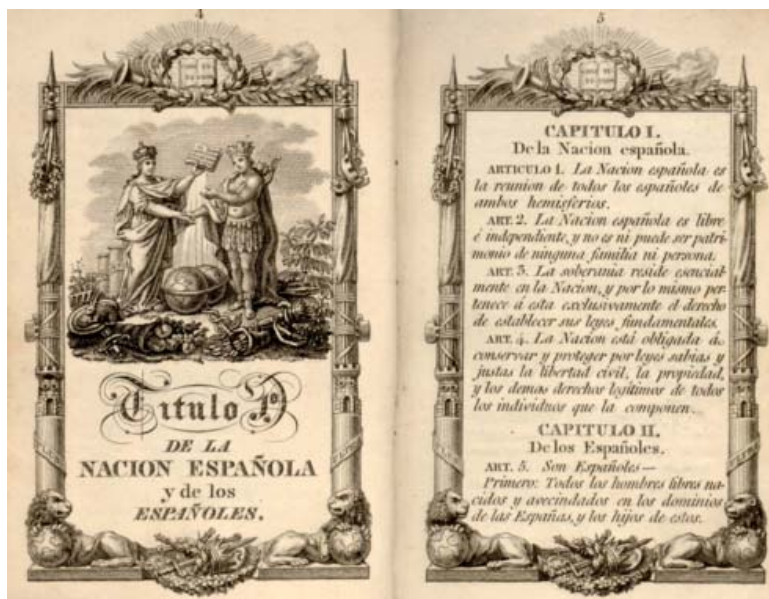 4
Titulo 1º
DE LA
NACION ESPAÑOLA
y de los
ESPAÑOLES.
5
CAPITULO I.
De la Nacion española.
ARTICULO 1. La Nacion española es
la reunion de todos los españoles de
ambos hemisferios.
ART. 2. La Nacion española es libre
é independiente, y no es ni puede ser patri-
monio de ninguna familia ni persona.
ART. 3. La soberania reside esencial-
mente en la Nacion, y por lo mismo per-
tenece á esta exclusivamente el derecho
de establecer sus leyes fundamentales.
ART. 4. La Nacion está obligada á
conservar y proteger por leyes sabias y
justas la libertad civil, la propiedad,
y los demas derechos legitimos de todos
los individuos que la componen.
CAPITULO II.
De los Españoles.
ART. 5. Son Españoles—
Primero: Todos los hombres libres na-
cidos y avecindados en los dominios
de las Españas, y los hijos de estos.